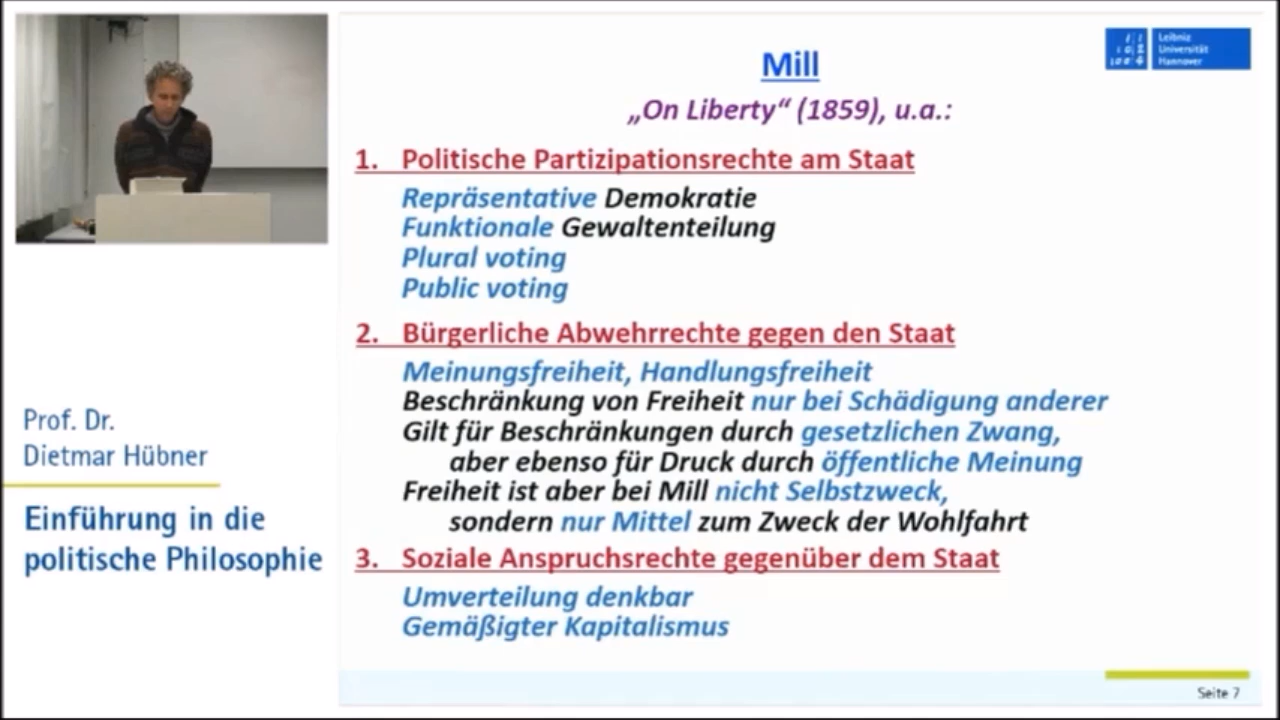 Leibniz
Universität
Hannover
Mill
„On Liberty“ (1859), u.a.:
1. Politische Partizipationsrechte am Staat
Repräsentative Demokratie
Funktionale Gewaltenteilung
Plural voting
Public voting
2. Bürgerliche Abwehrrechte gegen den Staat
Meinungsfreiheit, Handlungsfreiheit
Beschränkung von Freiheit nur bei Schädigung anderer
Gilt für Beschränkungen durch gesetzlichen Zwang,
aber ebenso für Druck durch öffentliche Meinung
Freiheit ist aber bei Mill nicht Selbstzweck,
sondern nur Mittel zum Zweck der Wohlfahrt
3. Soziale Anspruchsrechte gegenüber dem Staat
Umverteilung denkbar
Gemäßigter Kapitalismus
Prof. Dr.
Dietmar Hübner
Einführung in die
politische Philosophie
Seite 7